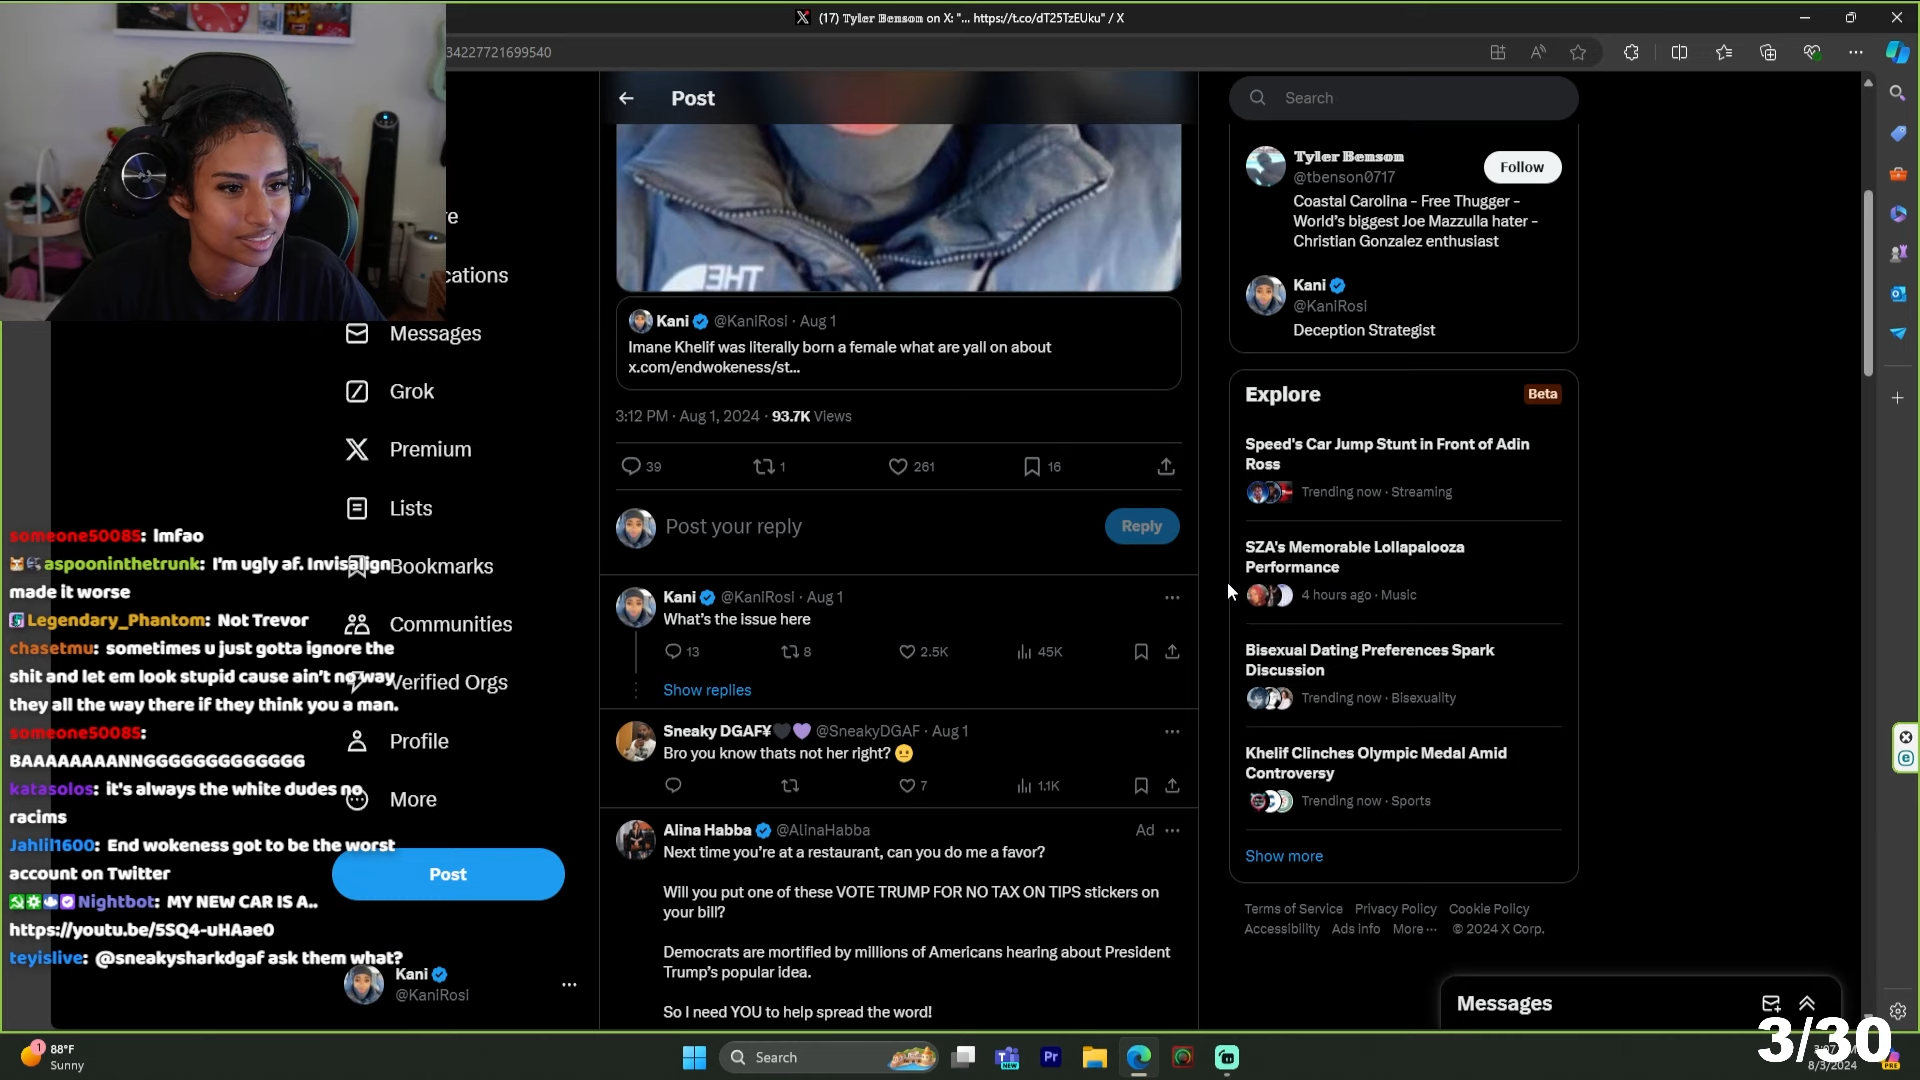 (17) Tyler Benson on X: "... https://t.co/dT25TzEUku" / X
34227721699540
Post
Search
THE
Tyler Benson
@tbenson0717
Follow
Coastal Carolina - Free Thugger -
World's biggest Joe Mazzulla hater -
Christian Gonzalez enthusiast
Kani
@KaniRosi
Deception Strategist
re
cations
Messages
Grok
Premium
Lists
Bookmarks
Communities
Verified Orgs
Profile
More
Post
Kani
@KaniRosi
Kani @KaniRosi · Aug 1
Imane Khelif was literally born a female what are yall on about
x.com/endwokeness/st...
3:12 PM · Aug 1, 2024 · 93.7K Views
39 1 261 16
Post your reply
Reply
Kani @KaniRosi · Aug 1
What's the issue here
13 8 2.5K 45K
Show replies
Sneaky DGAF¥🖤💜 @SneakyDGAF · Aug 1
Bro you know thats not her right? 😐
7 1.1K
Alina Habba @AlinaHabba Ad
Next time you're at a restaurant, can you do me a favor?
Will you put one of these VOTE TRUMP FOR NO TAX ON TIPS stickers on
your bill?
Democrats are mortified by millions of Americans hearing about President
Trump's popular idea.
So I need YOU to help spread the word!
Explore
Beta
Speed's Car Jump Stunt in Front of Adin
Ross
Trending now · Streaming
SZA's Memorable Lollapalooza
Performance
4 hours ago · Music
Bisexual Dating Preferences Spark
Discussion
Trending now · Bisexuality
Khelif Clinches Olympic Medal Amid
Controversy
Trending now · Sports
Show more
Terms of Service Privacy Policy Cookie Policy
Accessibility Ads info More ··· © 2024 X Corp.
Messages
someone50085: lmfao
aspooninthetrunk: I'm ugly af. Invisalign
made it worse
Legendary_Phantom: Not Trevor
chasetmu: sometimes u just gotta ignore the
shit and let em look stupid cause ain't no way
they all the way there if they think you a man.
someone50085:
BAAAAAAAANNGGGGGGGGGGGGG
katasolos: it's always the white dudes no
racims
Jahlil1600: End wokeness got to be the worst
account on Twitter
Nightbot: MY NEW CAR IS A..
https://youtu.be/5SQ4-uHAae0
teyislive: @sneakysharkdgaf ask them what?
1
88°F
Sunny
Search
NEW
Pr
3/30
8/3/2024
PRE